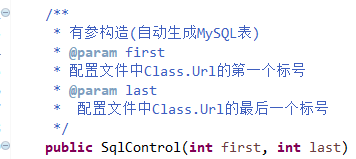 /**
* 有参构造(自动生成MySQL表)
* @param first
* 配置文件中Class.Url的第一个标号
* @param last
* 配置文件中Class.Url的最后一个标号
*/
public SqlControl(int first, int last)